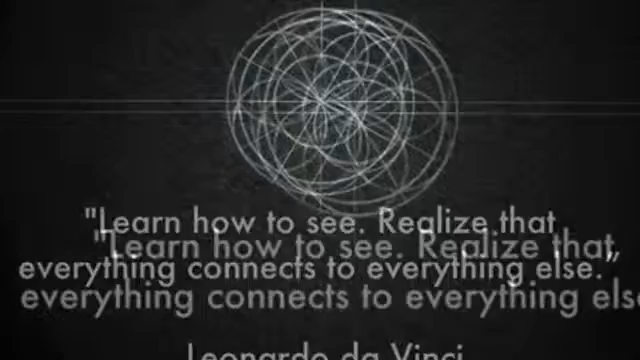 "Learn how to see. Realize that
"Learn how to see. Realize that,
everything connects to everything else.”
everything connects to everything else
Leonardo da Vinci